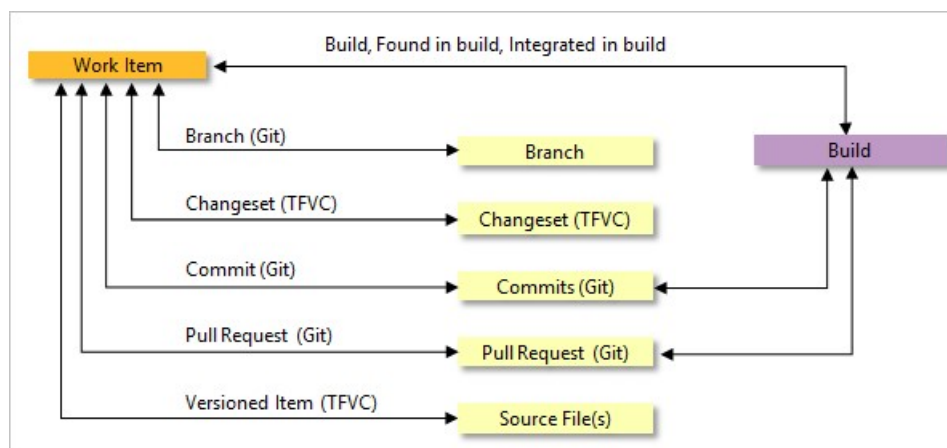 Build, Found in build, Integrated in build
Work Item
Branch (Git)
Branch
Build
Changeset (TFVC)
Changeset (TFVC)
Commit (Git)
Commits (Git)
Pull Request (Git)
Pull Request (Git)
Versioned Item (TFVC)
Source File(s)